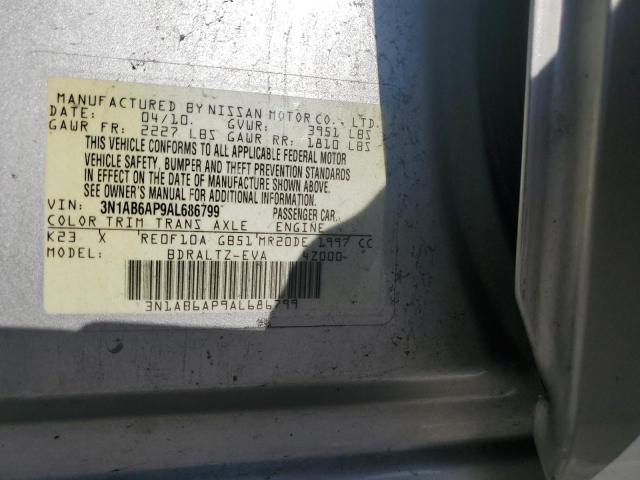 MANUFACTURED BY NISSAN MOTOR CO., LTD.
DATE: 04/10. GVWR: 3951 LBS
GAWR FR: 2227 LBS GAWR RR: 1810 LBS
THIS VEHICLE CONFORMS TO ALL APPLICABLE FEDERAL MOTOR
VEHICLE SAFETY, BUMPER AND THEFT PREVENTION STANDARDS
IN EFFECT ON THE DATE OF MANUFACTURE SHOWN ABOVE.
SEE OWNER'S MANUAL FOR ADDITIONAL INFORMATION.
VIN: 3N1AB6AP9AL686799 PASSENGER CAR.
COLOR TRIM TRANS AXLE ENGINE
K23 X RE0F10A GB51 MR20DE 1997 CC
MODEL: BDRALTZ-EVA 42000-
3N1AB6AP9AL686799